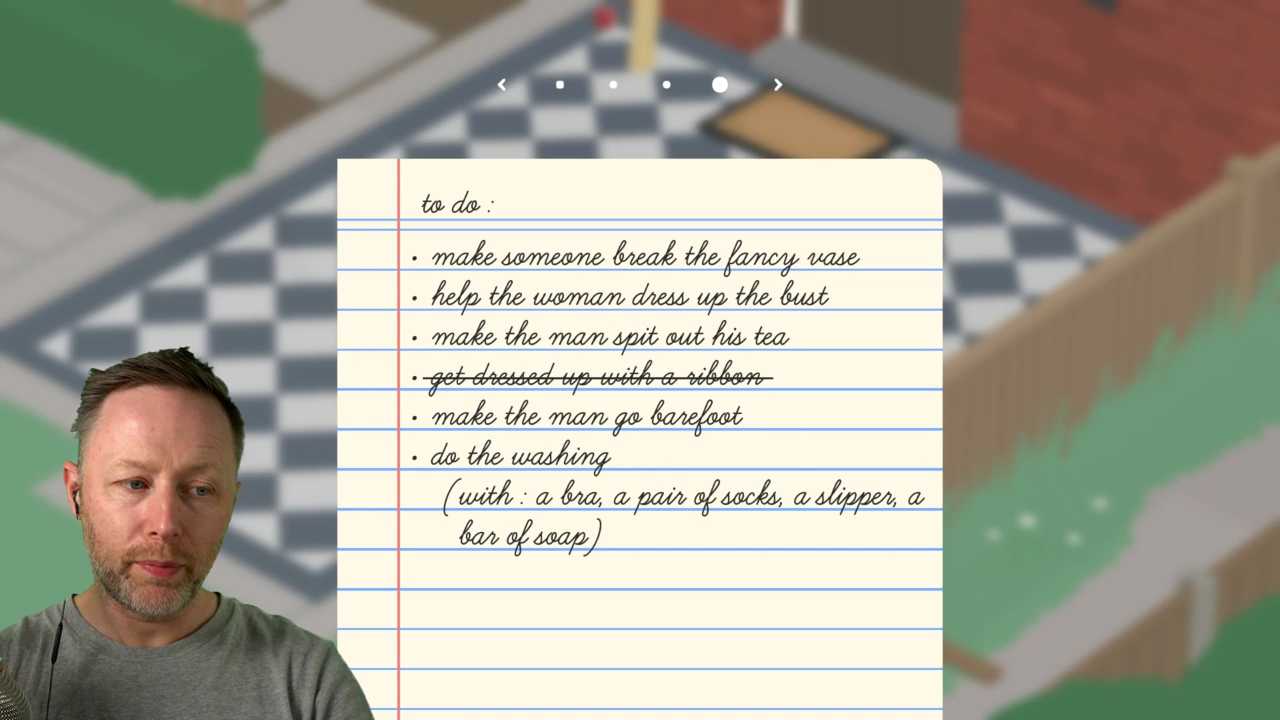 to do :
• make someone break the fancy vase
• help the woman dress up the bust
• make the man spit out his tea
• get dressed up with a ribbon
• make the man go barefoot
• do the washing
(with : a bra, a pair of socks, a slipper, a
bar of soap)